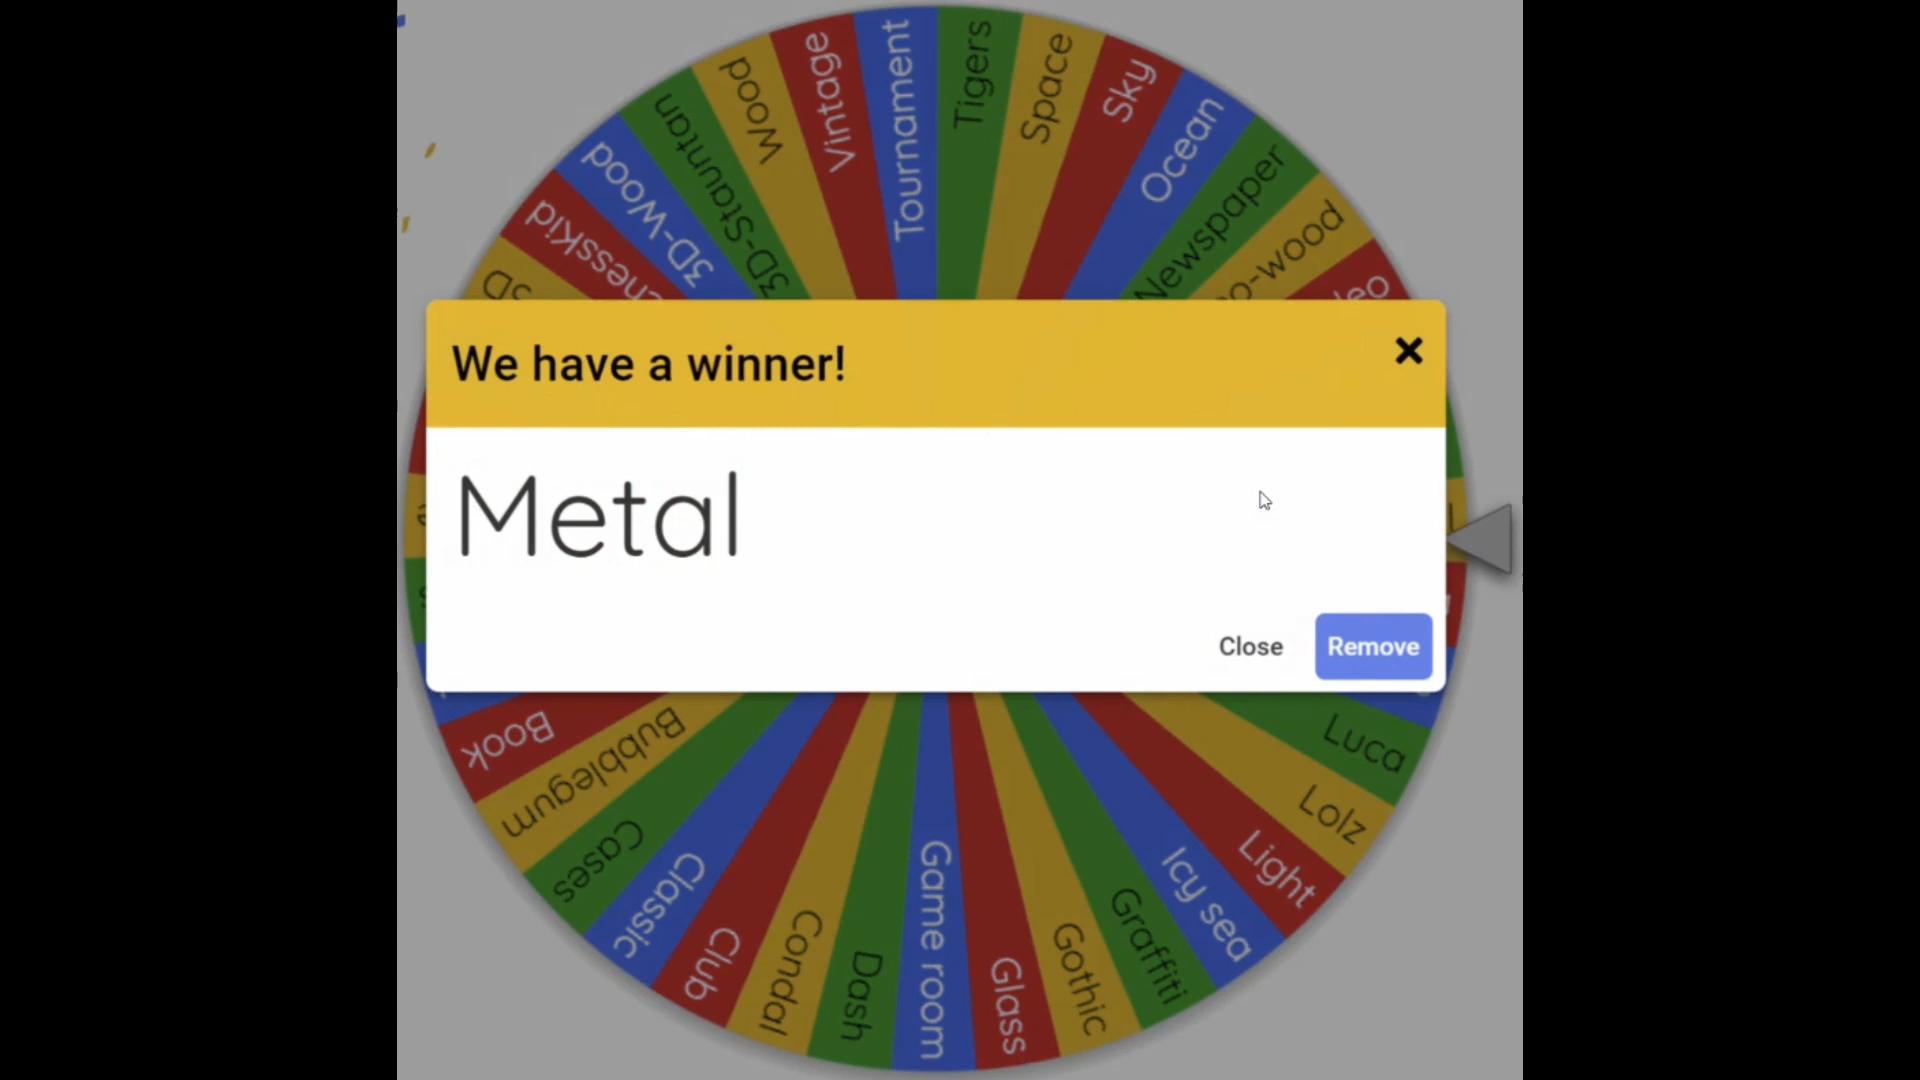 Tournament
Tigers
Space
Sky
Ocean
Newspaper
Vintage
Wood
3D-Stauntan
3D-Wood
We have a winner!
Metal
Close
Remove
Book
Bubblegum
Cases
Classic
Club
Condal
Dash
Game room
Glass
Gothic
Graffiti
Icy sea
Light
Lolz
Luca